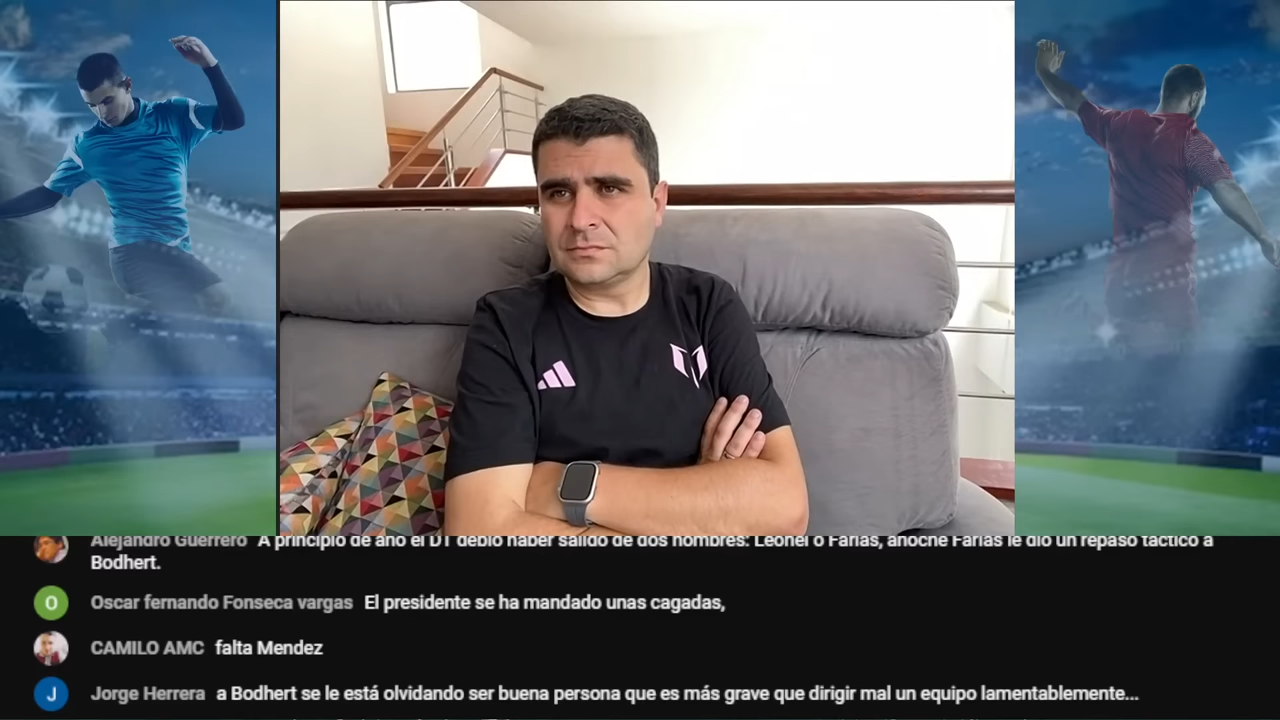 Alejandro Guerrero A principio de año el DT debió haber salido de dos nombres: Leonel o Farías, anoche Farías le dio un repaso táctico a
Bodhert.
Oscar fernando Fonseca vargas El presidente se ha mandado unas cagadas,
CAMILO AMC falta Mendez
Jorge Herrera a Bodhert se le está olvidando ser buena persona que es más grave que dirigir mal un equipo lamentablemente...